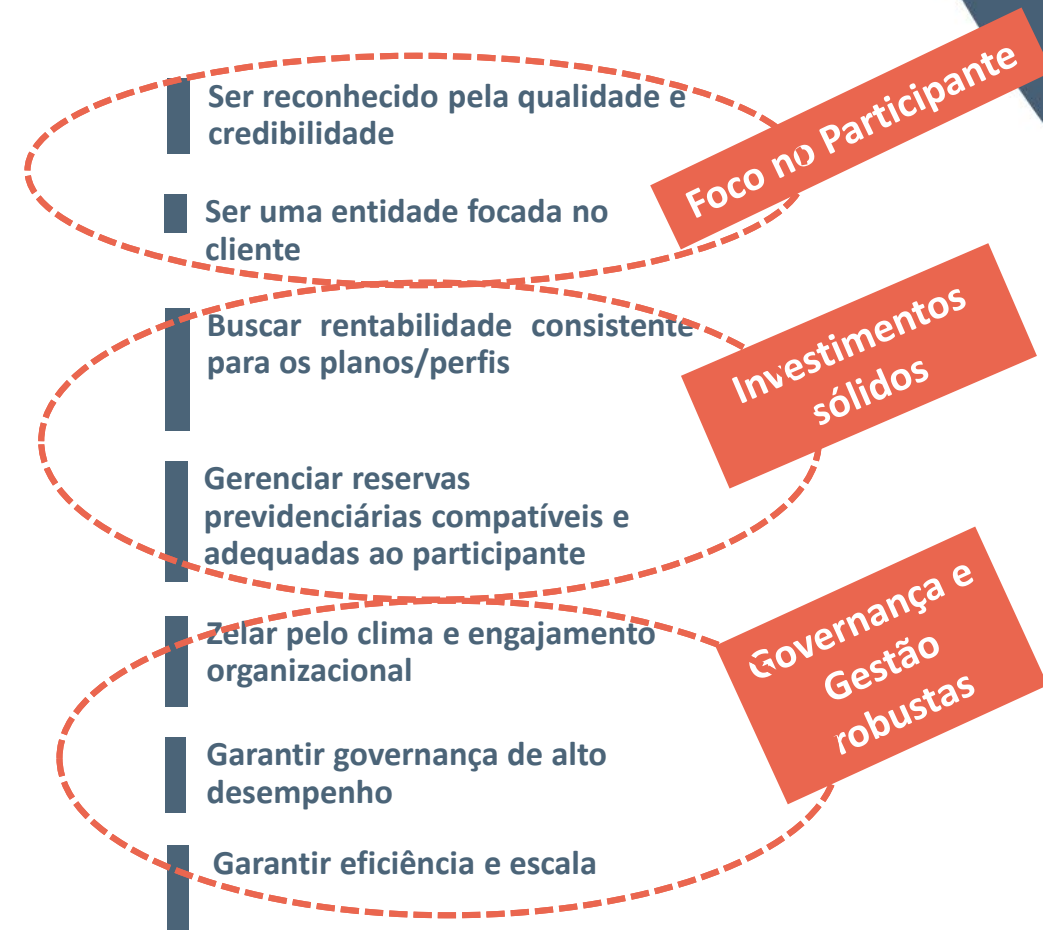 Ser reconhecido pela qualidade e
credibilidade
Foco no Participante
Ser uma entidade focada no
cliente
Buscar rentabilidade consistente
para os planos/perfis
Investimentos
sólidos
Gerenciar reservas
previdenciárias compatíveis e
adequadas ao participante
Zelar pelo clima e engajamento
organizacional
Governança e
Gestão
robustas
Garantir governança de alto
desempenho
Garantir eficiência e escala